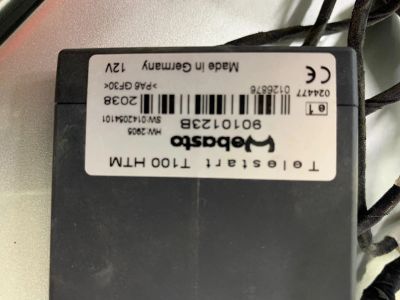 Telestart T100 HTM
Webasto
9010123B
HW:2905
SW:0142054101
2038
0126876
>PA6 GF30<
Made in Germany
12V
e1
024477
CE